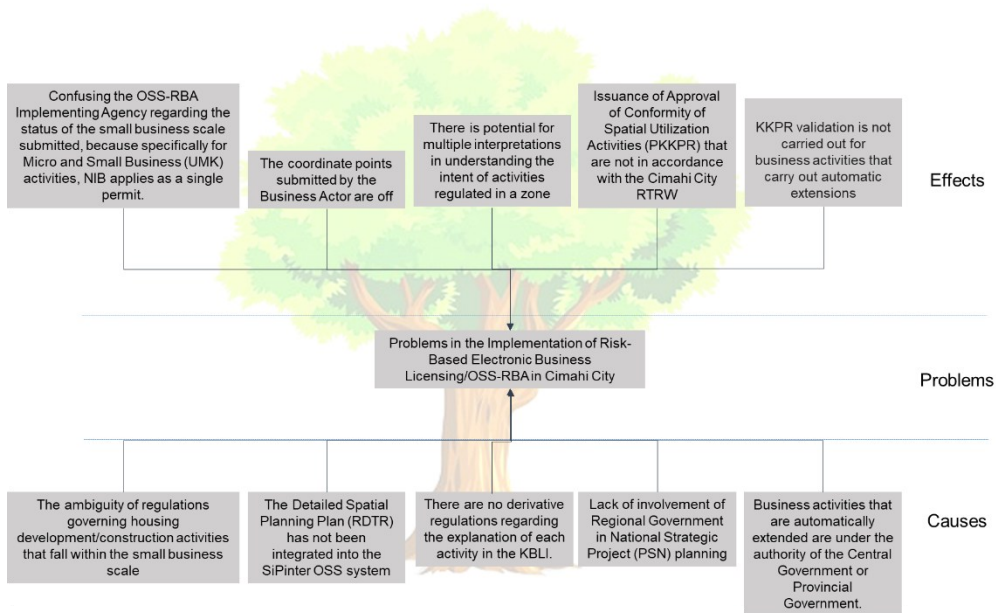 Confusing the OSS-RBA
Implementing Agency regarding the
status of the small business scale
submitted, because specifically for
Micro and Small Business (UMK)
activities, NIB applies as a single
permit.
The coordinate points
submitted by the
Business Actor are off
There is potential for
multiple interpretations
in understanding the
intent of activities
regulated in a zone
Issuance of Approval
of Conformity of
Spatial Utilization
Activities (PKKPR) that
are not in accordance
with the Cimahi City
RTRW
KKPR validation is not
carried out for
business activities that
carry out automatic
extensions
Effects
Problems in the Implementation of Risk-
Based Electronic Business
Licensing/OSS-RBA in Cimahi City
Problems
The ambiguity of regulations
governing housing
development/construction activities
that fall within the small business
scale
The Detailed Spatial
Planning Plan (RDTR)
has not been
integrated into the
SiPinter OSS system
There are no derivative
regulations regarding
the explanation of each
activity in the KBLI.
Lack of involvement of
Regional Government
in National Strategic
Project (PSN) planning
Business activities that
are automatically
extended are under the
authority of the Central
Government or
Provincial
Government.
Causes